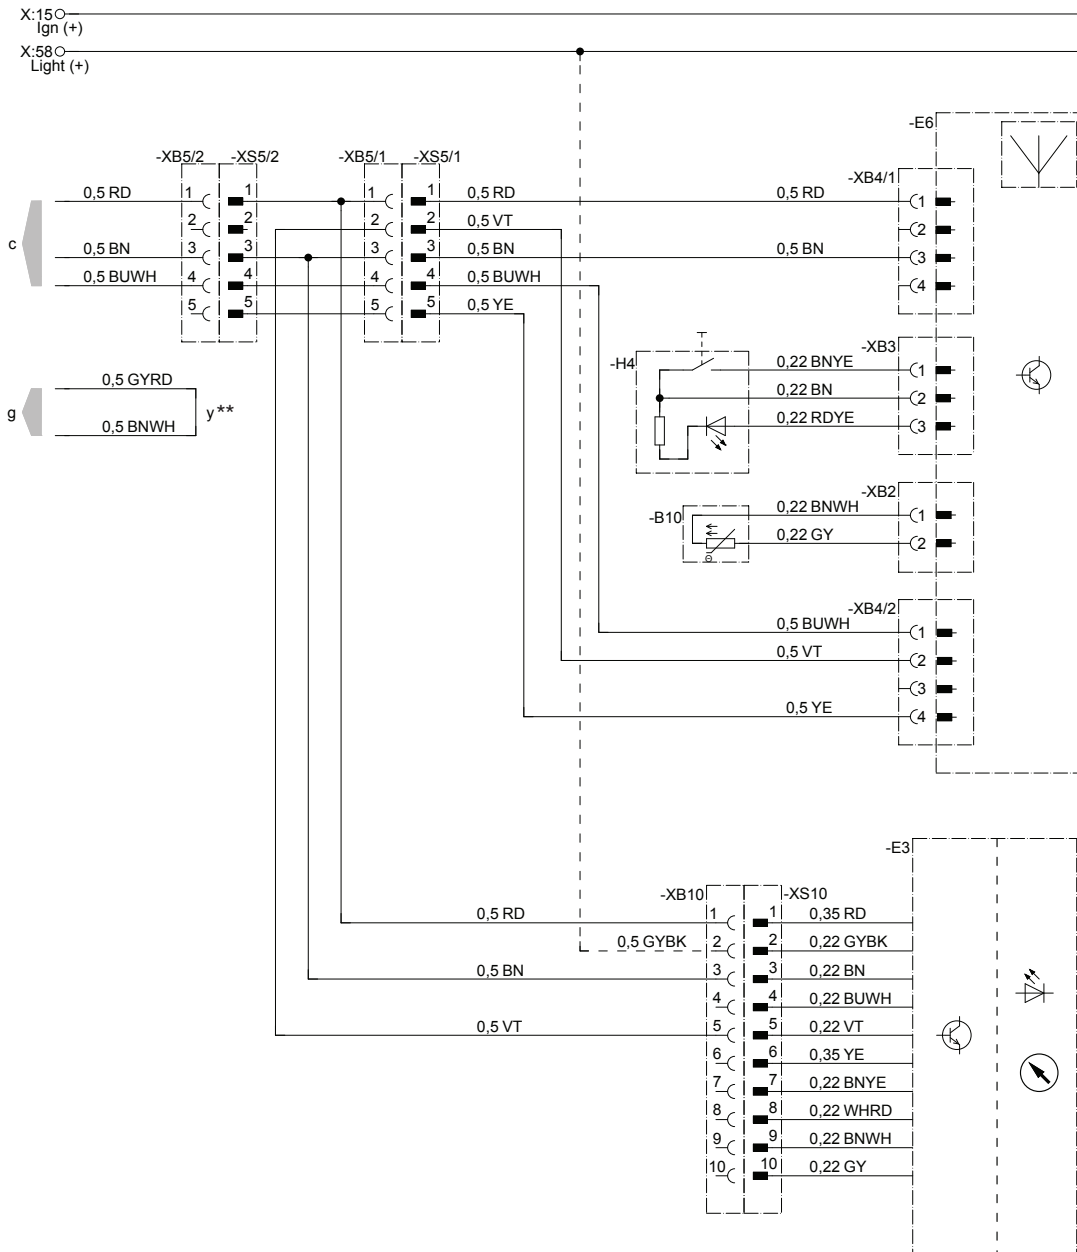 X:15
Ign (+)
X:58
Light (+)
-E6
-XB5/2 -XS5/2 -XB5/1 -XS5/1
-XB4/1
0,5 RD 1 1 1 1 0,5 RD 0,5 RD 1
2 2 2 2 0,5 VT 2
c
0,5 BN 3 3 3 3 0,5 BN 0,5 BN 3
0,5 BUWH 4 4 4 4 0,5 BUWH 4
5 5 5 5 0,5 YE
-XB3
-H4
0,22 BNYE 1
0,22 BN 2
0,22 RDYE 3
0,5 GYRD
g y**
0,5 BNWH
-XB2
-B10
0,22 BNWH 1
0,22 GY 2
-XB4/2
0,5 BUWH 1
0,5 VT 2
3
0,5 YE 4
-E3
-XB10 -XS10
0,5 RD 1 1 0,35 RD
0,5 GYBK 2 2 0,22 GYBK
0,5 BN 3 3 0,22 BN
4 4 0,22 BUWH
0,5 VT 5 5 0,22 VT
6 6 0,35 YE
7 7 0,22 BNYE
8 8 0,22 WHRD
9 9 0,22 BNWH
10 10 0,22 GY